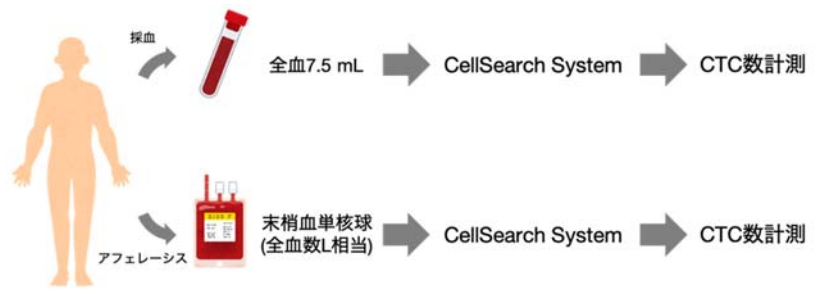 採血
全血7.5 mL
CellSearch System
CTC数計測
アフェレーシス
末梢血単核球
(全血数L相当)
CellSearch System
CTC数計測